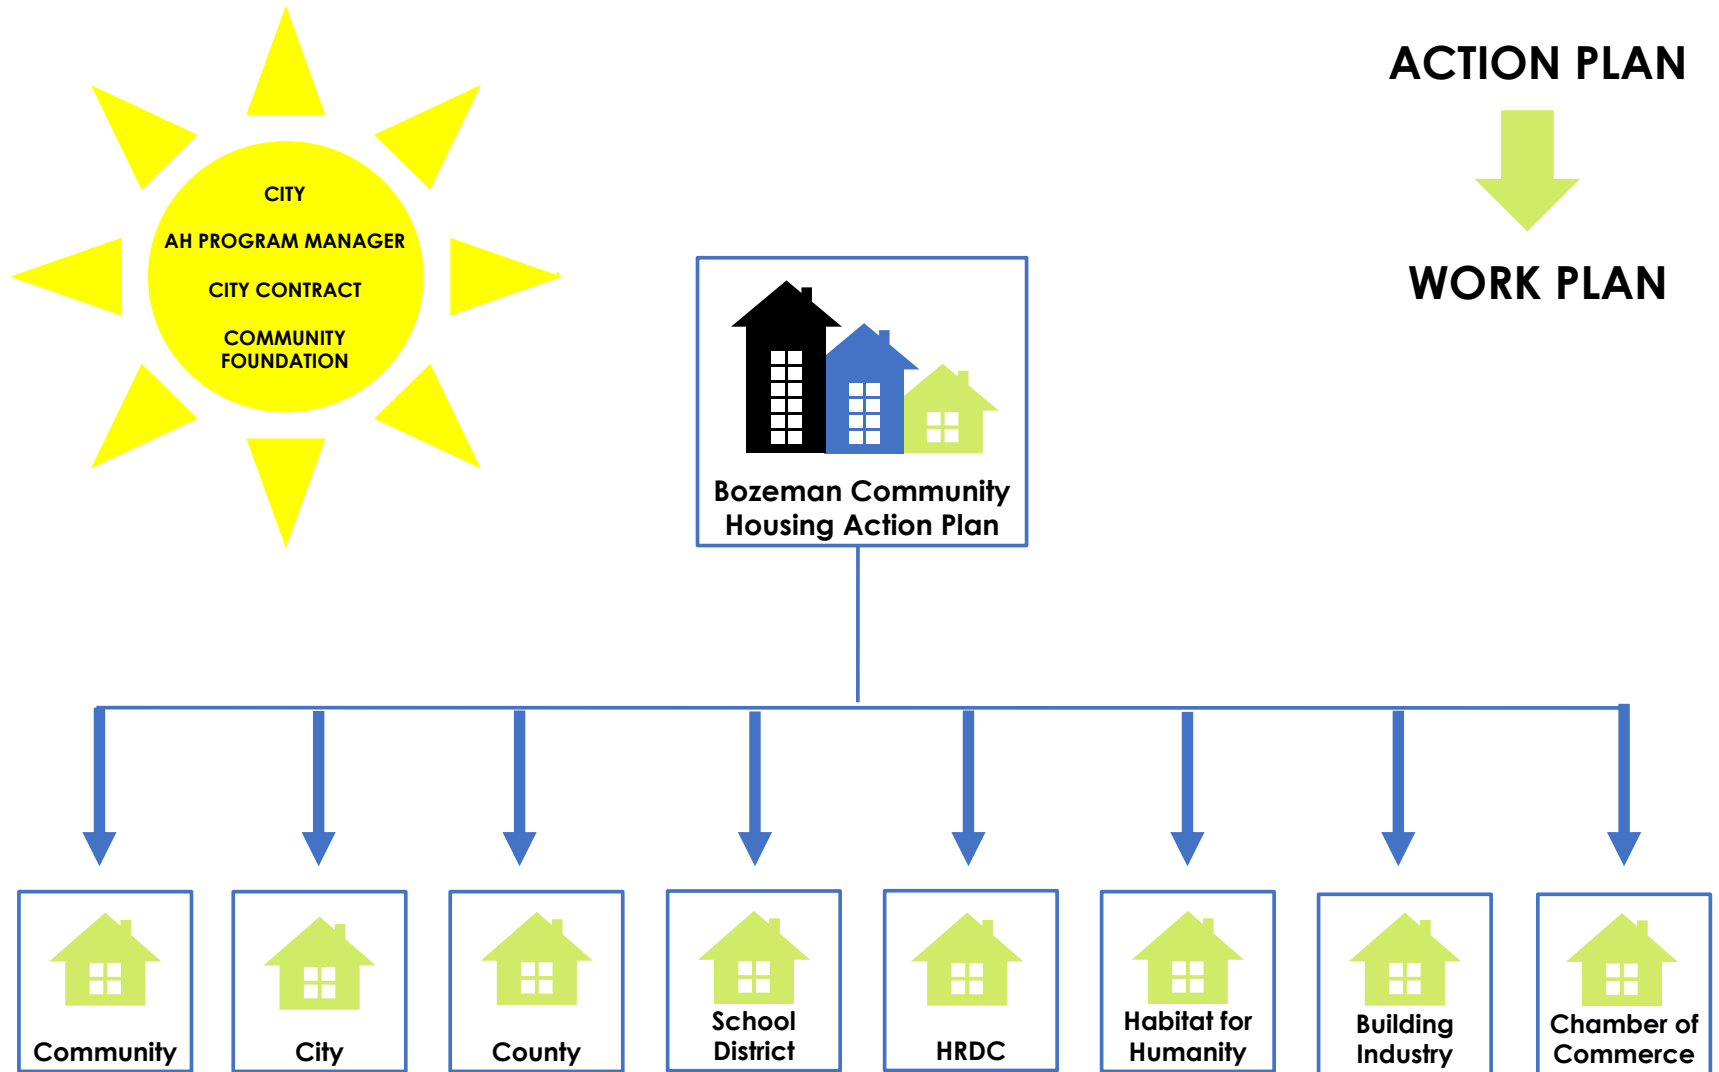 CITY
AH PROGRAM MANAGER
CITY CONTRACT
COMMUNITY
FOUNDATION
ACTION PLAN
WORK PLAN
Bozeman Community
Housing Action Plan
Community
City
County
School
District
HRDC
Habitat for
Humanity
Building
Industry
Chamber of
Commerce